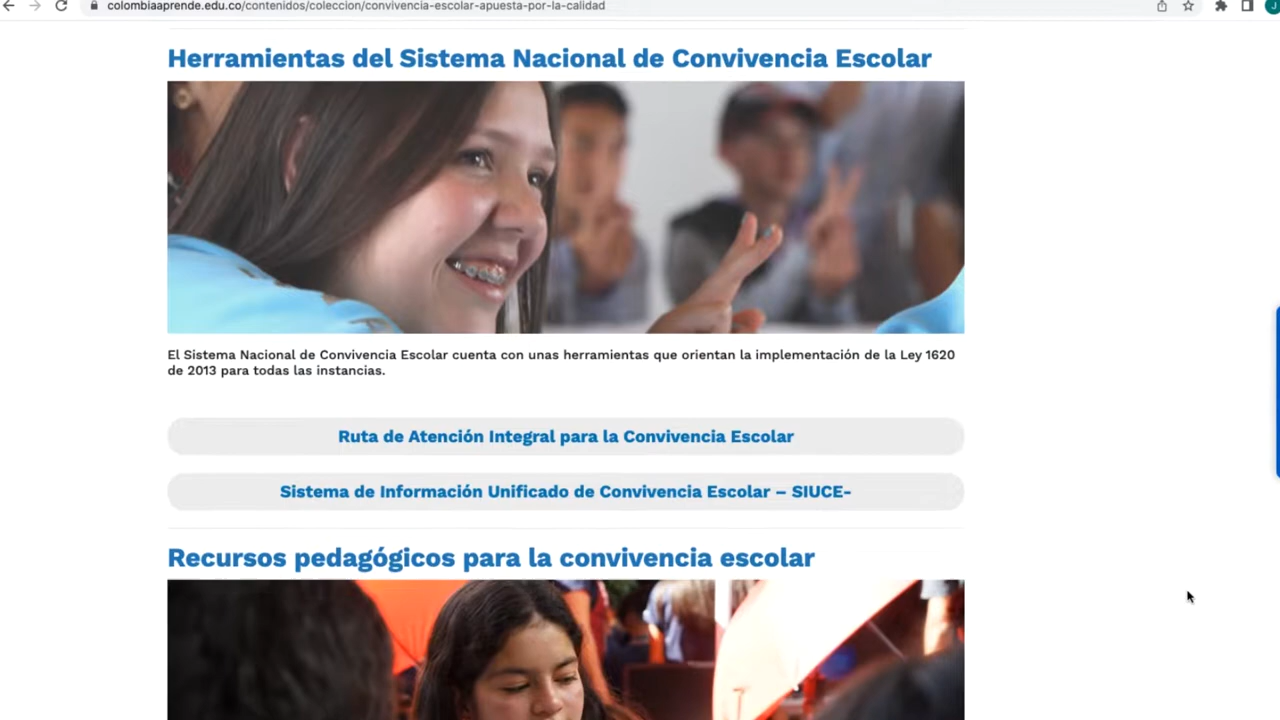 colombiaaprende.edu.co/contenidos/coleccion/convivencia-escolar-apuesta-por-la-calidad
J
Herramientas del Sistema Nacional de Convivencia Escolar
El Sistema Nacional de Convivencia Escolar cuenta con unas herramientas que orientan la implementación de la Ley 1620
de 2013 para todas las instancias.
Ruta de Atención Integral para la Convivencia Escolar
Sistema de Información Unificado de Convivencia Escolar – SIUCE-
Recursos pedagógicos para la convivencia escolar